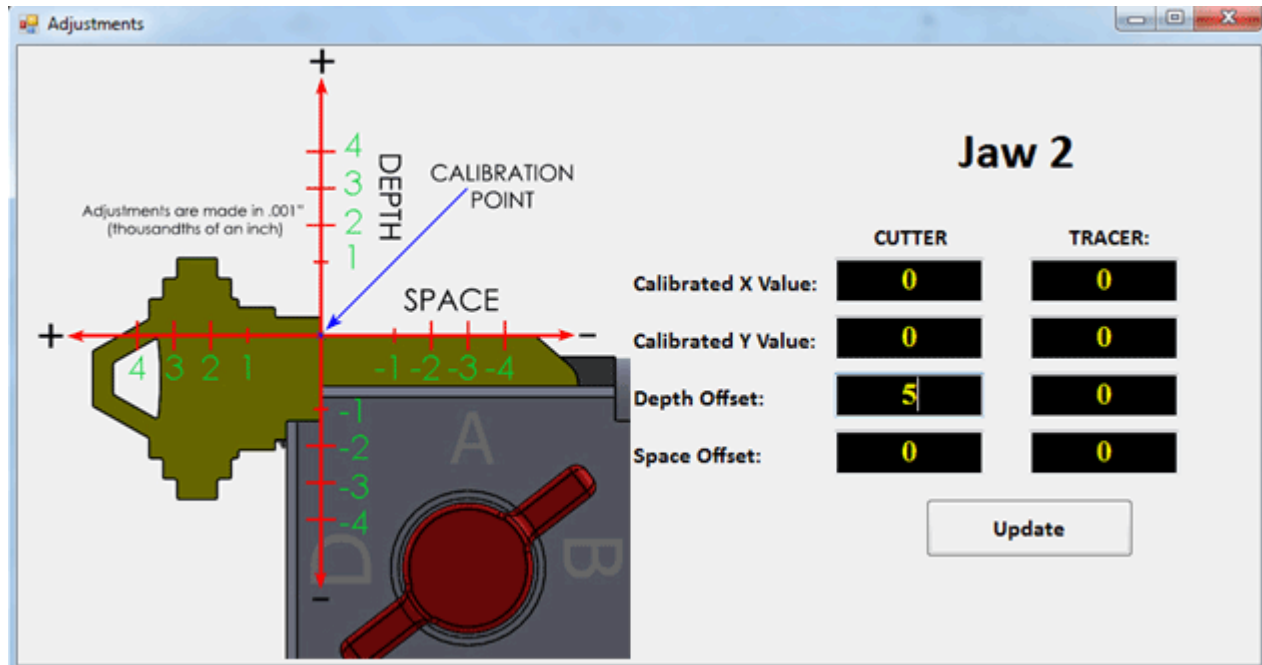 Adjustments
+
4
3
2
1
DEPTH
CALIBRATION
POINT
Adjustments are made in .001"
(thousandths of an inch)
SPACE
+
-
4 3 2 1
-1 -2 -3 -4
-1
-2
-3
-4
-
A
B
D
Jaw 2
CUTTER TRACER:
Calibrated X Value: 0 0
Calibrated Y Value: 0 0
Depth Offset: 5 0
Space Offset: 0 0
Update